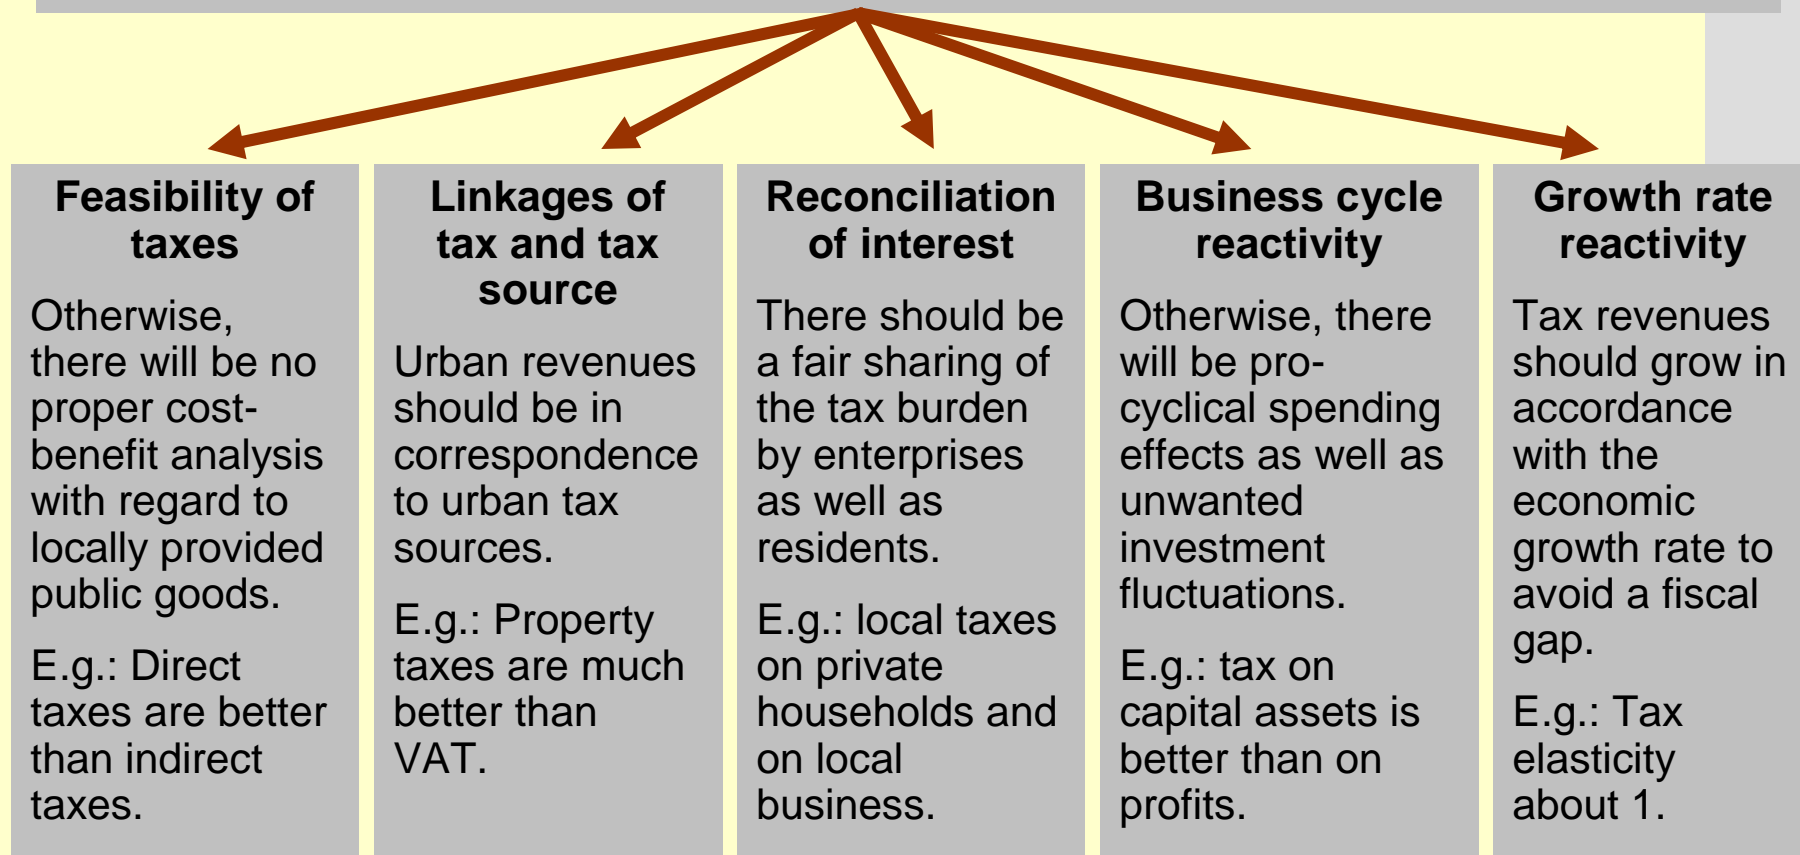 Feasibility of
taxes
Otherwise,
there will be no
proper cost-
benefit analysis
with regard to
locally provided
public goods.
E.g.: Direct
taxes are better
than indirect
taxes.
Linkages of
tax and tax
source
Urban revenues
should be in
correspondence
to urban tax
sources.
E.g.: Property
taxes are much
better than
VAT.
Reconciliation
of interest
There should be
a fair sharing of
the tax burden
by enterprises
as well as
residents.
E.g.: local taxes
on private
households and
on local
business.
Business cycle
reactivity
Otherwise, there
will be pro-
cyclical spending
effects as well as
unwanted
investment
fluctuations.
E.g.: tax on
capital assets is
better than on
profits.
Growth rate
reactivity
Tax revenues
should grow in
accordance
with the
economic
growth rate to
avoid a fiscal
gap.
E.g.: Tax
elasticity
about 1.